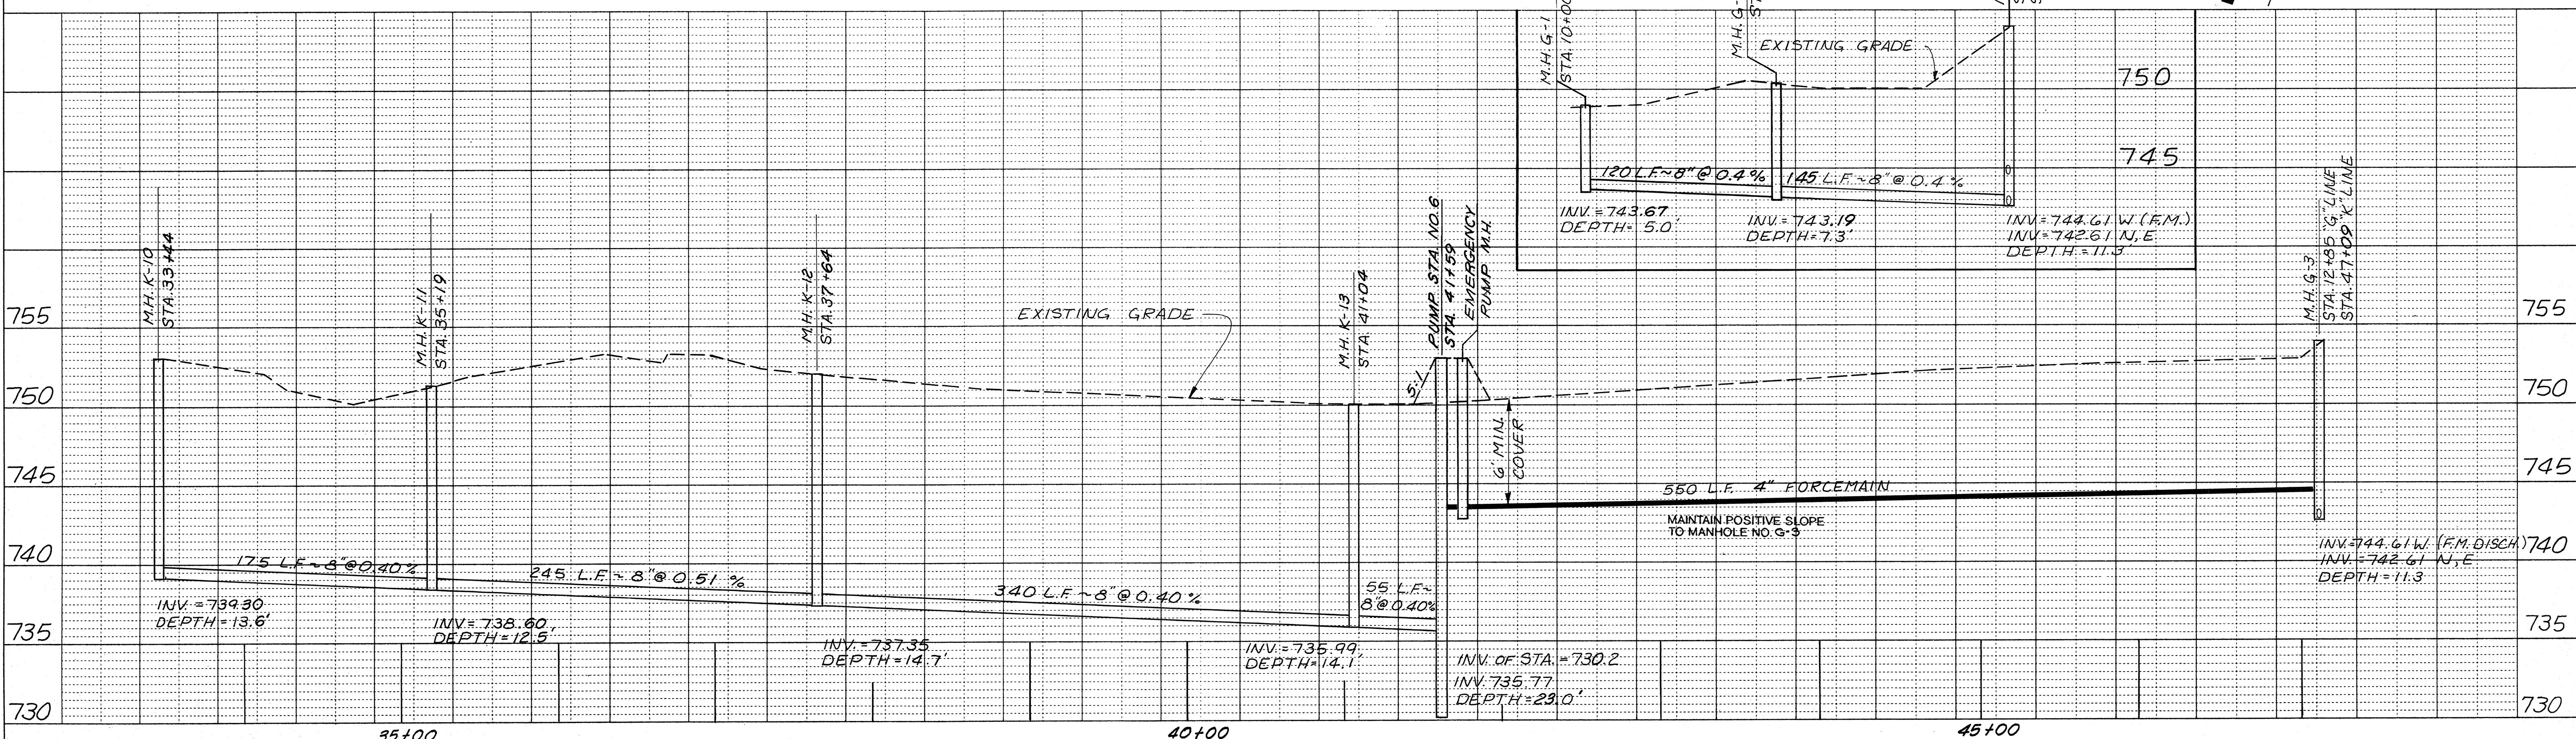 M.H. G-1
STA. 10+00
M.H. G-
EXISTING GRADE
750
745
120 L.F.~8" @ 0.4 %
145 L.F.~8" @ 0.4 %
INV. = 743.67
DEPTH = 5.0'
INV. = 743.19
DEPTH = 7.3'
INV = 744.61 W (F.M.)
INV = 742.61 N, E
DEPTH = 11.3'
M.H. K-10
STA. 33+44
M.H. K-11
STA. 35+19
M.H. K-12
STA. 37+64
EXISTING GRADE
M.H. K-13
STA. 41+04
PUMP STA. NO. 6
STA. 41+59
EMERGENCY
PUMP M.H.
M.H. G-3
STA. 12+85 "G" LINE
STA. 47+09 "K" LINE
755
750
745
740
735
730
755
750
745
740
735
730
5:1
6' MIN.
COVER
550 L.F. 4" FORCEMAIN
MAINTAIN POSITIVE SLOPE
TO MANHOLE NO. G-3
175 L.F.~8" @ 0.40 %
245 L.F.~8" @ 0.51 %
340 L.F.~8" @ 0.40 %
55 L.F.~
8" @ 0.40%
INV. = 739.30
DEPTH = 13.6'
INV = 738.60
DEPTH = 12.5'
INV. = 737.35
DEPTH = 14.7'
INV. = 735.99
DEPTH = 14.1'
INV. OF STA. = 730.2
INV. 735.77
DEPTH = 23.0'
INV. = 744.61 W. (F.M. DISCH.)
INV. = 742.61 N, E
DEPTH = 11.3
35+00
40+00
45+00